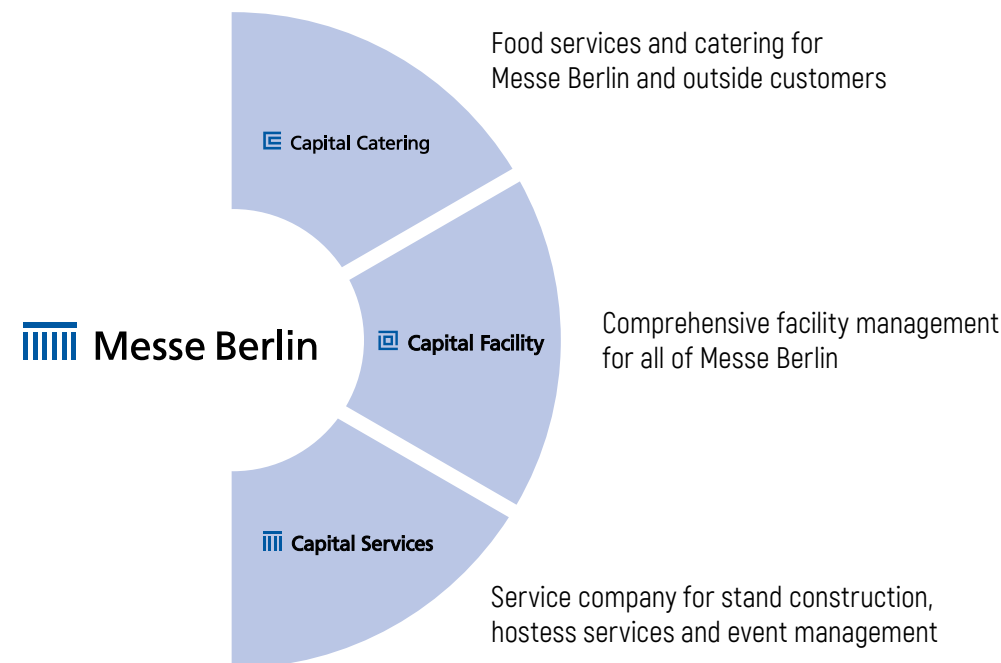 Food services and catering for
Messe Berlin and outside customers
Capital Catering
Messe Berlin
Capital Facility
Comprehensive facility management
for all of Messe Berlin
Capital Services
Service company for stand construction,
hostess services and event management